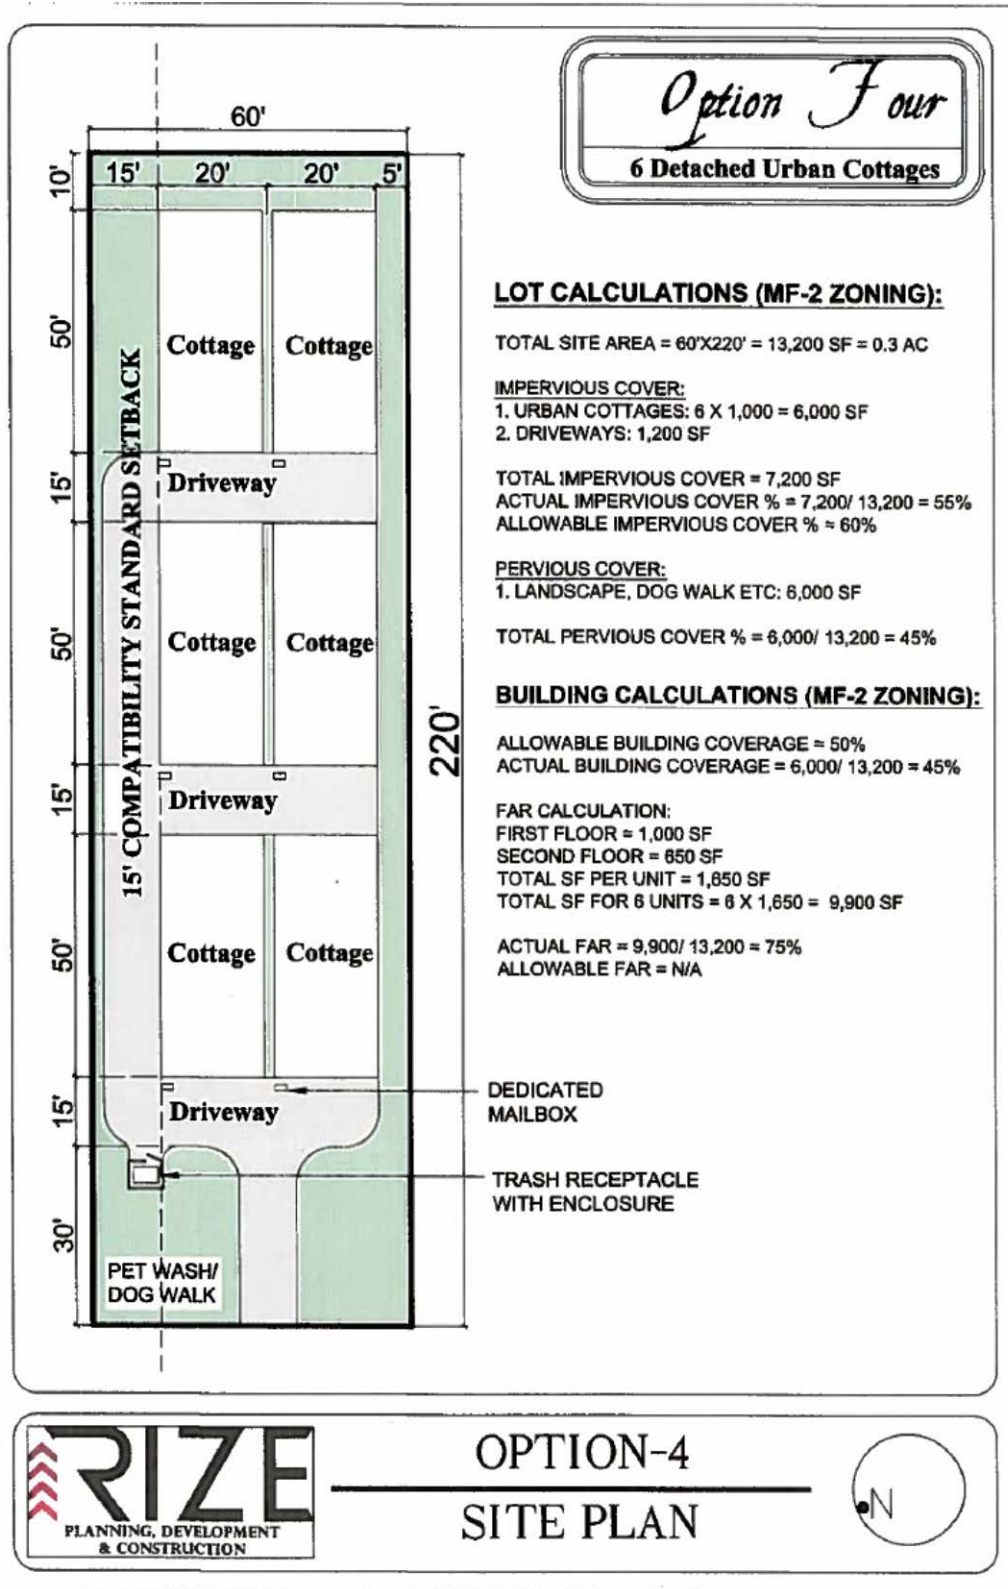 Option Four
6 Detached Urban Cottages
60'
10'
15'
20'
20'
5'
50'
Cottage
Cottage
15' COMPATIBILITY STANDARD SETBACK
15'
Driveway
50'
Cottage
Cottage
220'
15'
Driveway
50'
Cottage
Cottage
15'
Driveway
30'
PET WASH/
DOG WALK
LOT CALCULATIONS (MF-2 ZONING):
TOTAL SITE AREA = 60'X220' = 13,200 SF = 0.3 AC
IMPERVIOUS COVER:
1. URBAN COTTAGES: 6 X 1,000 = 6,000 SF
2. DRIVEWAYS: 1,200 SF
TOTAL IMPERVIOUS COVER = 7,200 SF
ACTUAL IMPERVIOUS COVER % = 7,200/ 13,200 = 55%
ALLOWABLE IMPERVIOUS COVER % = 60%
PERVIOUS COVER:
1. LANDSCAPE, DOG WALK ETC: 6,000 SF
TOTAL PERVIOUS COVER % = 6,000/ 13,200 = 45%
BUILDING CALCULATIONS (MF-2 ZONING):
ALLOWABLE BUILDING COVERAGE = 50%
ACTUAL BUILDING COVERAGE = 6,000/ 13,200 = 45%
FAR CALCULATION:
FIRST FLOOR = 1,000 SF
SECOND FLOOR = 650 SF
TOTAL SF PER UNIT = 1,650 SF
TOTAL SF FOR 6 UNITS = 6 X 1,650 = 9,900 SF
ACTUAL FAR = 9,900/ 13,200 = 75%
ALLOWABLE FAR = N/A
DEDICATED
MAILBOX
TRASH RECEPTACLE
WITH ENCLOSURE
RIZE
PLANNING, DEVELOPMENT
& CONSTRUCTION
OPTION-4
SITE PLAN
N